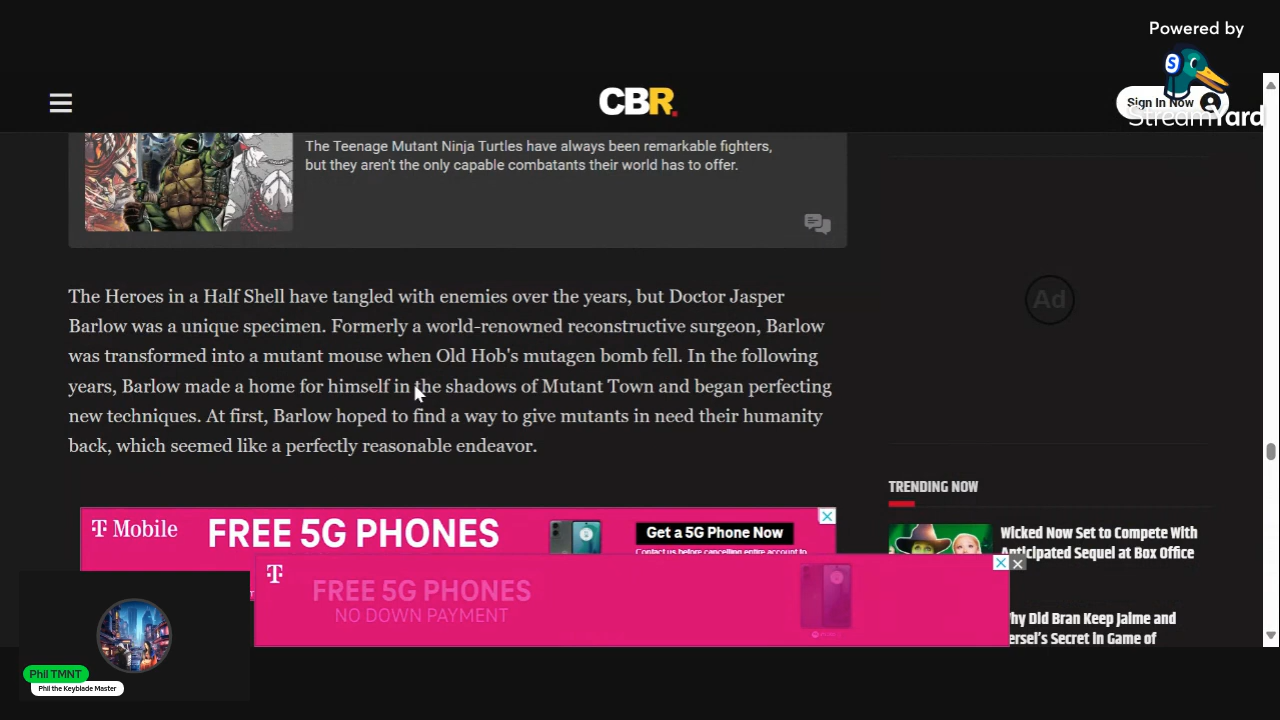 Powered by
CBR
Sign In Now
S
StreamYard
The Teenage Mutant Ninja Turtles have always been remarkable fighters,
but they aren't the only capable combatants their world has to offer.
The Heroes in a Half Shell have tangled with enemies over the years, but Doctor Jasper
Barlow was a unique specimen. Formerly a world-renowned reconstructive surgeon, Barlow
was transformed into a mutant mouse when Old Hob's mutagen bomb fell. In the following
years, Barlow made a home for himself in the shadows of Mutant Town and began perfecting
new techniques. At first, Barlow hoped to find a way to give mutants in need their humanity
back, which seemed like a perfectly reasonable endeavor.
Ad
TRENDING NOW
Wicked Now Set to Compete With
Anticipated Sequel at Box Office
Why Did Bran Keep Jaime and
Cersei's Secret In Game of
T Mobile
FREE 5G PHONES
Get a 5G Phone Now
Contact us before cancelling entire account to
T
FREE 5G PHONES
NO DOWN PAYMENT
Phil TMNT
Phil the Keyblade Master